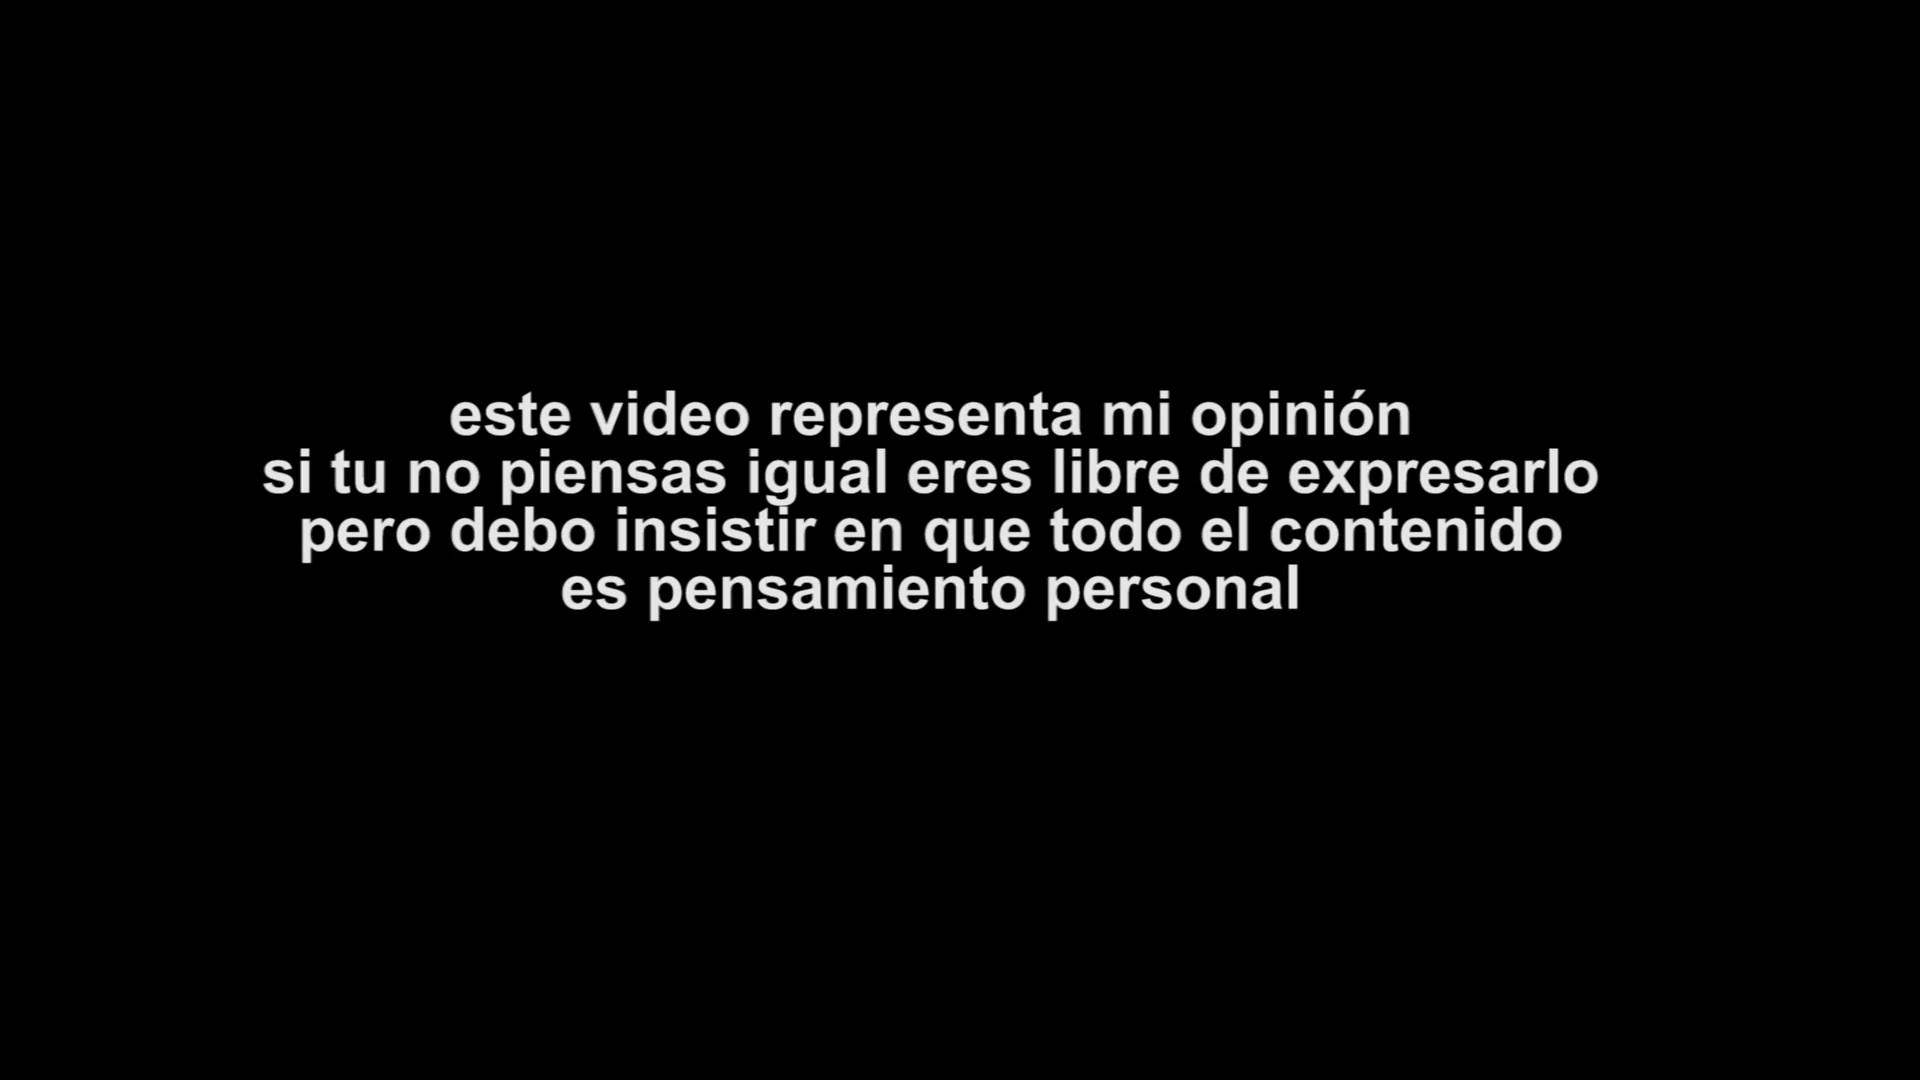 este video representa mi opinión
si tu no piensas igual eres libre de expresarlo
pero debo insistir en que todo el contenido
es pensamiento personal